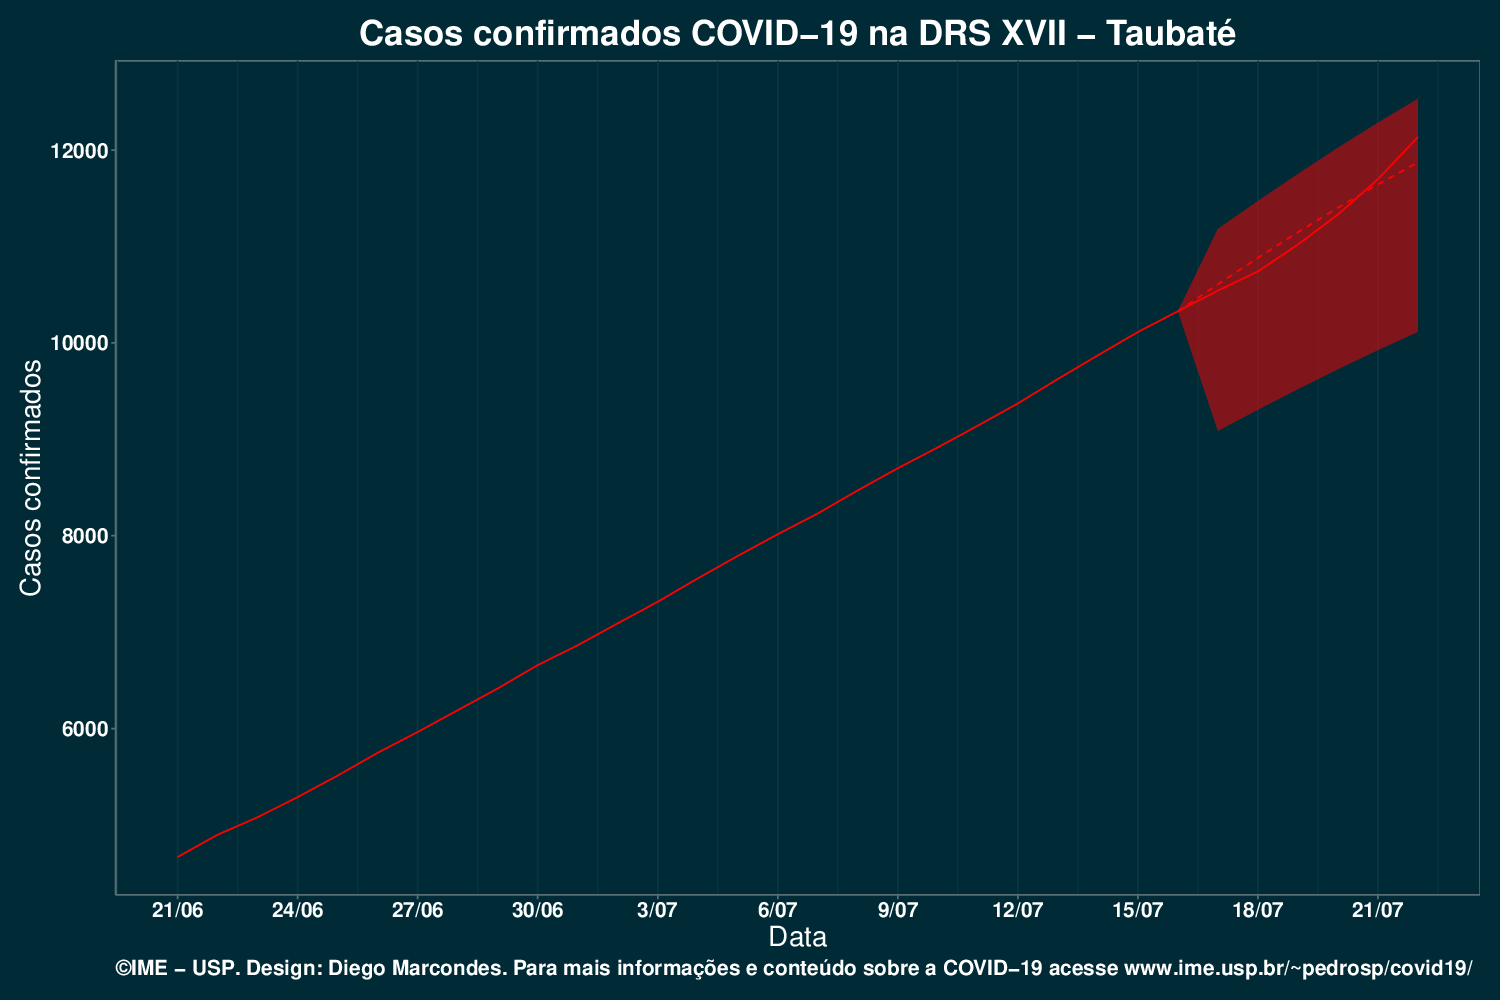 Casos confirmados COVID−19 na DRS XVII − Taubaté
Casos confirmados
12000
10000
8000
6000
21/06 24/06 27/06 30/06 3/07 6/07 9/07 12/07 15/07 18/07 21/07
Data
©IME − USP. Design: Diego Marcondes. Para mais informações e conteúdo sobre a COVID−19 acesse www.ime.usp.br/~pedrosp/covid19/